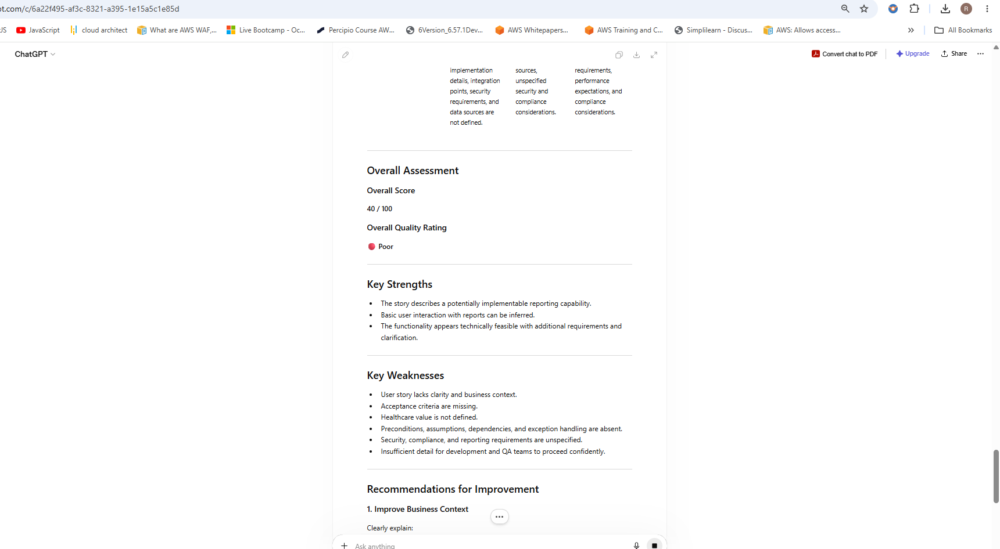 ot.com/c/6a22f495-af3c-8321-a395-1e15a5c1e85d
R
JS JavaScript cloud architect What are AWS WAF,... Live Bootcamp - Oc... Percipio Course AW... 6Version_6.57.1Dev... AWS Whitepapers... AWS Training and C... Simplilearn - Discus... AWS: Allows access... » All Bookmarks
ChatGPT
Convert chat to PDF Upgrade Share
implementation
details, integration
points, security
requirements, and
data sources are
not defined.
sources,
unspecified
security and
compliance
considerations.
requirements,
performance
expectations, and
compliance
considerations.
Overall Assessment
Overall Score
40 / 100
Overall Quality Rating
Poor
Key Strengths
• The story describes a potentially implementable reporting capability.
• Basic user interaction with reports can be inferred.
• The functionality appears technically feasible with additional requirements and
clarification.
Key Weaknesses
• User story lacks clarity and business context.
• Acceptance criteria are missing.
• Healthcare value is not defined.
• Preconditions, assumptions, dependencies, and exception handling are absent.
• Security, compliance, and reporting requirements are unspecified.
• Insufficient detail for development and QA teams to proceed confidently.
Recommendations for Improvement
1. Improve Business Context
Clearly explain:
Ask anything